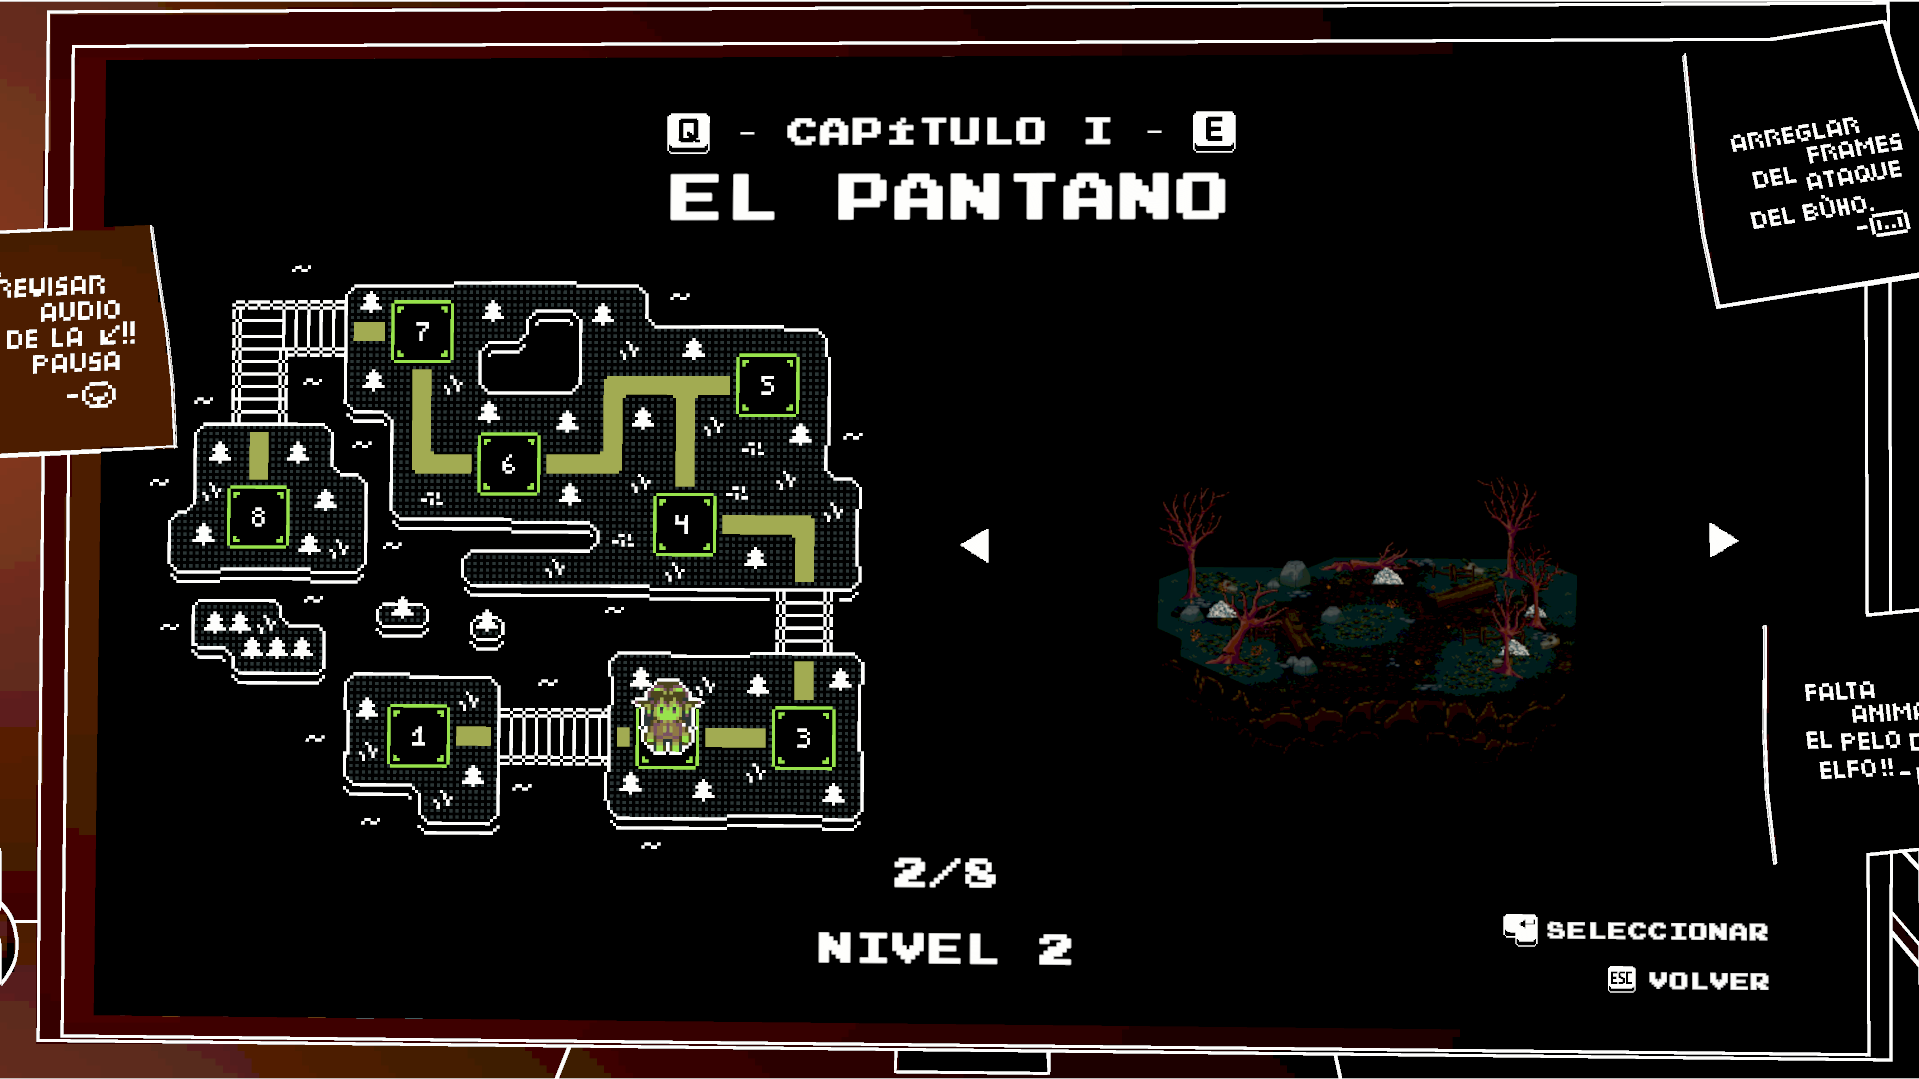 Q - CAPíTULO I - E
EL PANTANO
ARREGLAR
FRAMES
DEL ATAQUE
DEL BÙHO.
REVISAR
AUDIO
DE LA ↙!!
PAUSA
7
5
6
8
4
1
3
FALTA
EL PELO
ELFO!!-
2/8
NIVEL 2
SELECCIONAR
ESC VOLVER